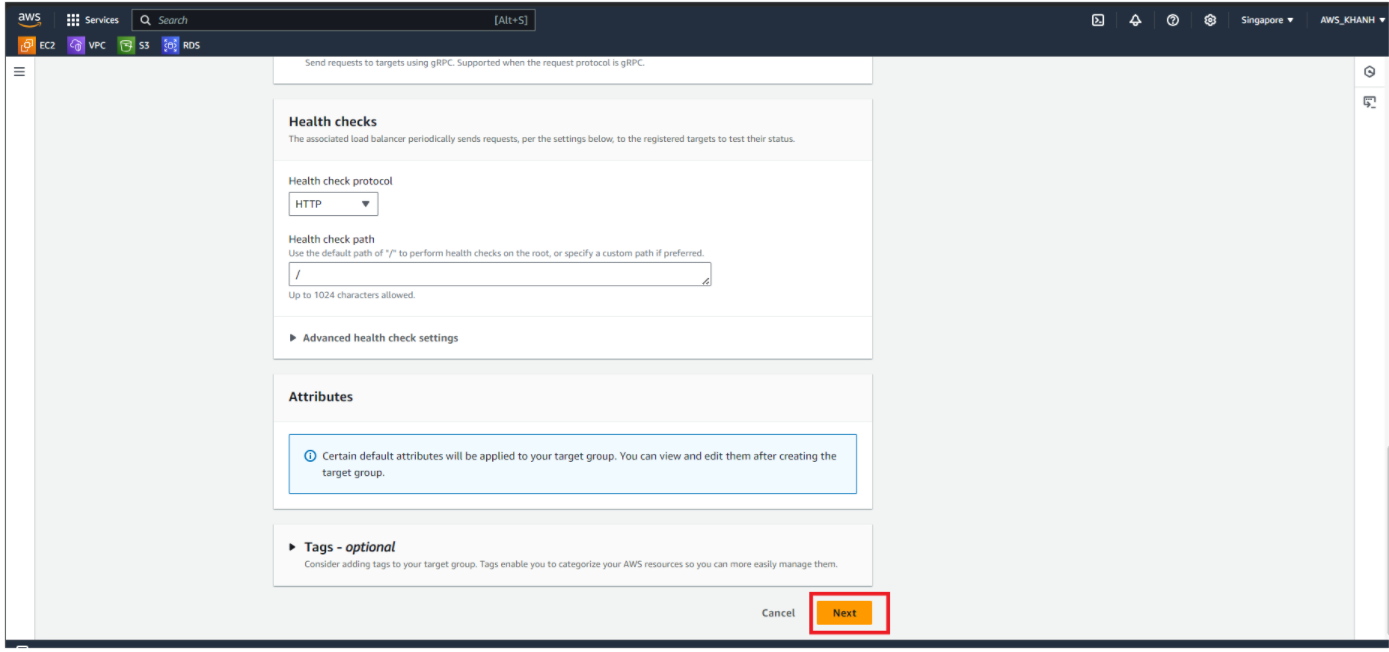 aws Services Search [Alt+S] Singapore AWS_KHANH
EC2 VPC S3 RDS
Send requests to targets using gRPC. Supported when the request protocol is gRPC.
Health checks
The associated load balancer periodically sends requests, per the settings below, to the registered targets to test their status.
Health check protocol
HTTP
Health check path
Use the default path of "/" to perform health checks on the root, or specify a custom path if preferred.
/
Up to 1024 characters allowed.
Advanced health check settings
Attributes
Certain default attributes will be applied to your target group. You can view and edit them after creating the
target group.
Tags - optional
Consider adding tags to your target group. Tags enable you to categorize your AWS resources so you can more easily manage them.
Cancel Next